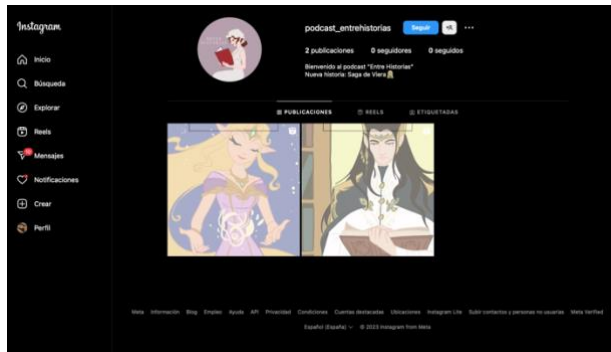 Instagram
Inicio
Búsqueda
Explorar
Reels
Mensajes
Notificaciones
Crear
Perfil
podcast_entrehistorias Seguir
2 publicaciones 0 seguidores 0 seguidos
Bienvenido al podcast "Entre Historias"
Nueva historia: Saga de Viera
PUBLICACIONES REELS ETIQUETADAS
Meta Información Blog Empleo Ayuda API Privacidad Condiciones Cuentas destacadas Ubicaciones Instagram Lite Subir contactos y personas no usuarias Meta Verified
Español (España) © 2023 Instagram from Meta